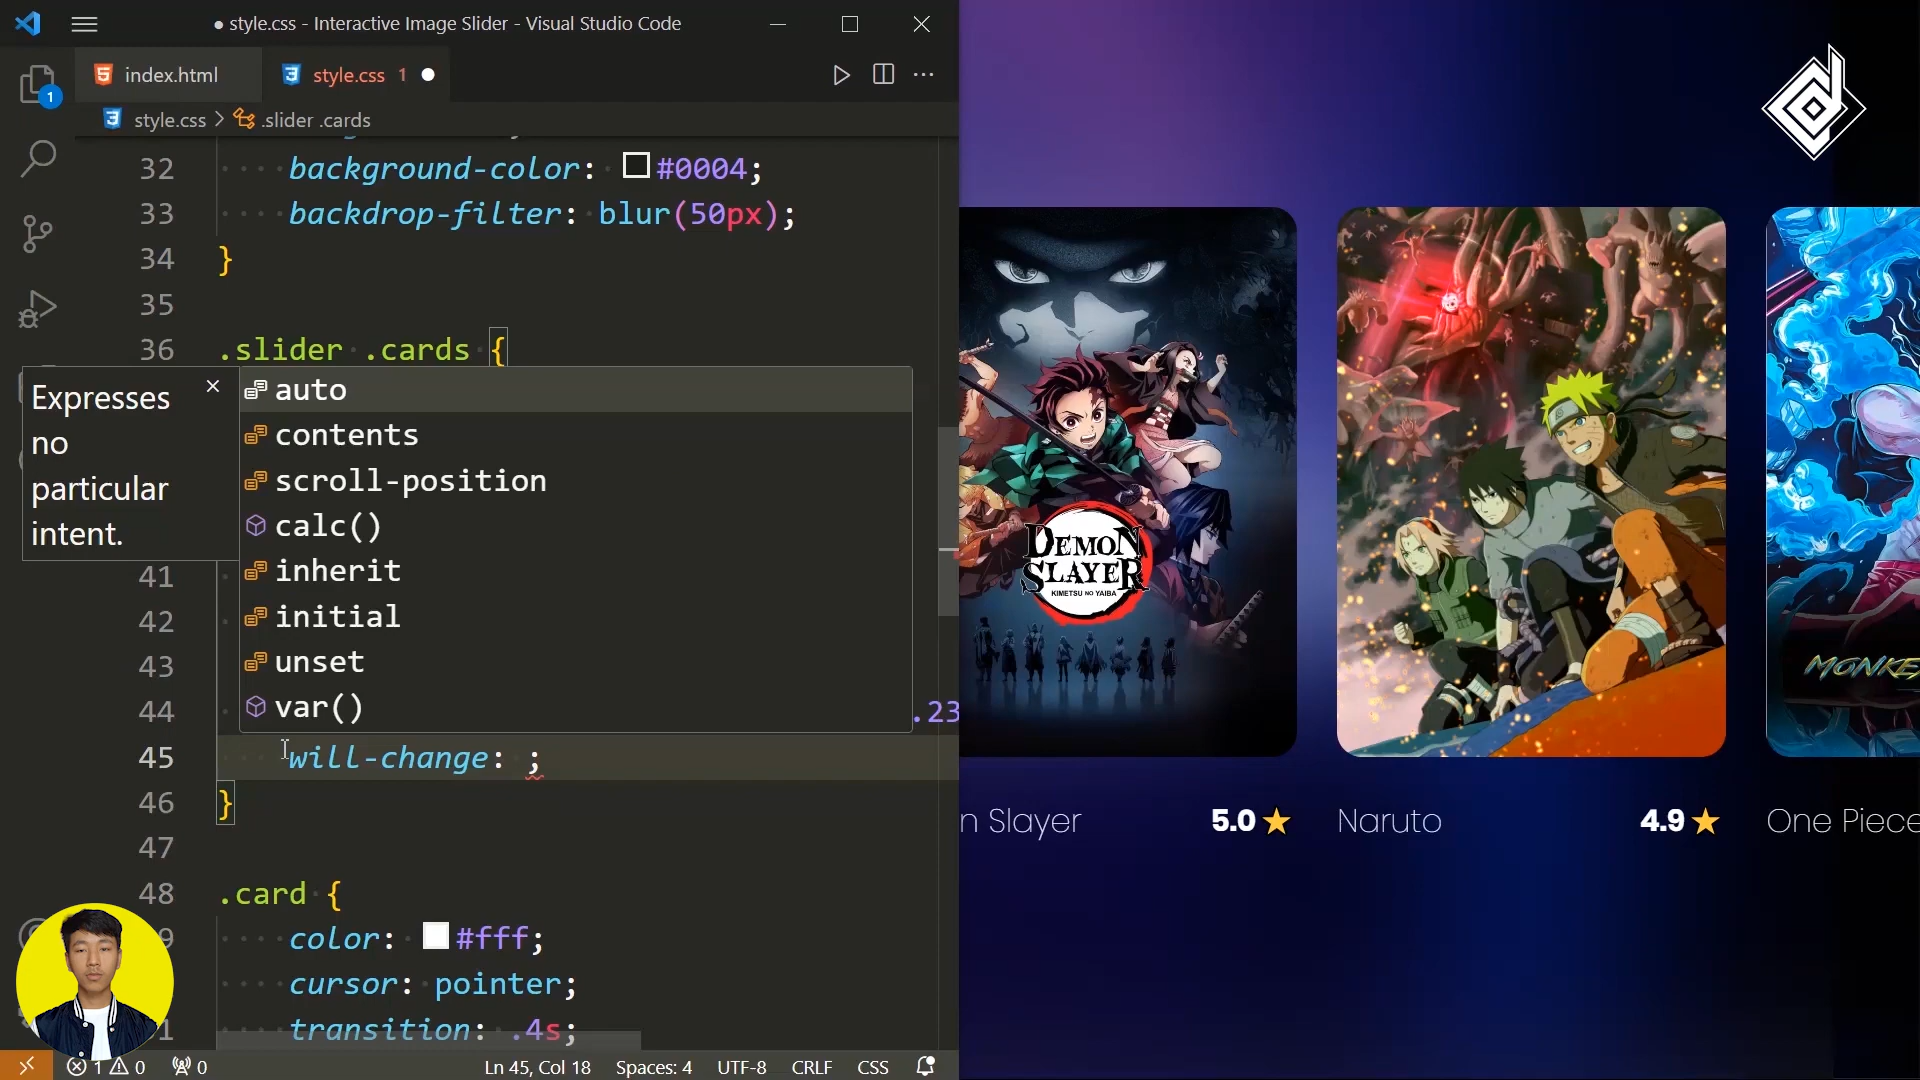 style.css - Interactive Image Slider - Visual Studio Code
index.html
style.css 1
style.css > .slider .cards
1
32 background-color: #0004;
33 backdrop-filter: blur(50px);
34 }
35
36 .slider .cards {
Expresses
no
particular
intent.
auto
contents
scroll-position
calc()
inherit
initial
unset
var()
41
42
43
44 .23
45 will-change: ;
46 }
47
48 .card {
9 color: #fff;
cursor: pointer;
1 transition: .4s;
1 0 0 Ln 45, Col 18 Spaces: 4 UTF-8 CRLF CSS
DEMON
SLAYER
KIMETSU NO YAIBA
MONKE
n Slayer 5.0
Naruto 4.9
One Piece